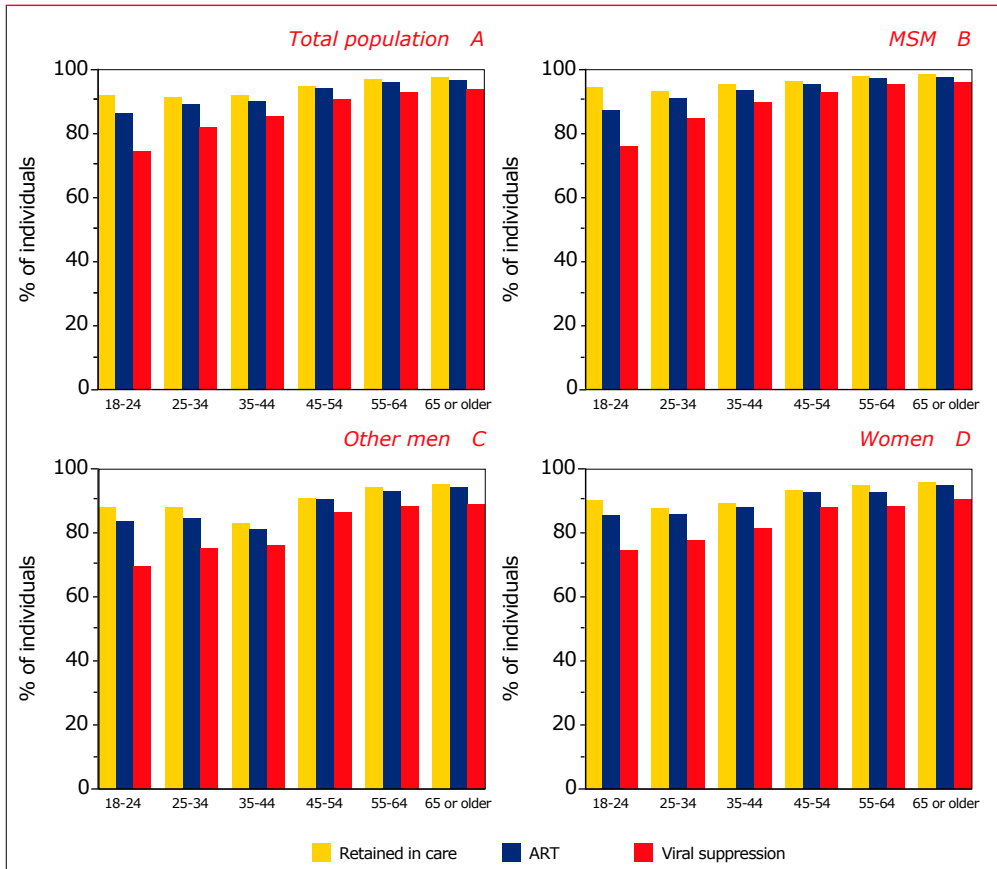 Total population A
% of individuals
100
80
60
40
20
0
18-24 25-34 35-44 45-54 55-64 65 or older
MSM B
% of individuals
100
80
60
40
20
0
18-24 25-34 35-44 45-54 55-64 65 or older
Other men C
% of individuals
100
80
60
40
20
0
18-24 25-34 35-44 45-54 55-64 65 or older
Women D
% of individuals
100
80
60
40
20
0
18-24 25-34 35-44 45-54 55-64 65 or older
Retained in care ART Viral suppression